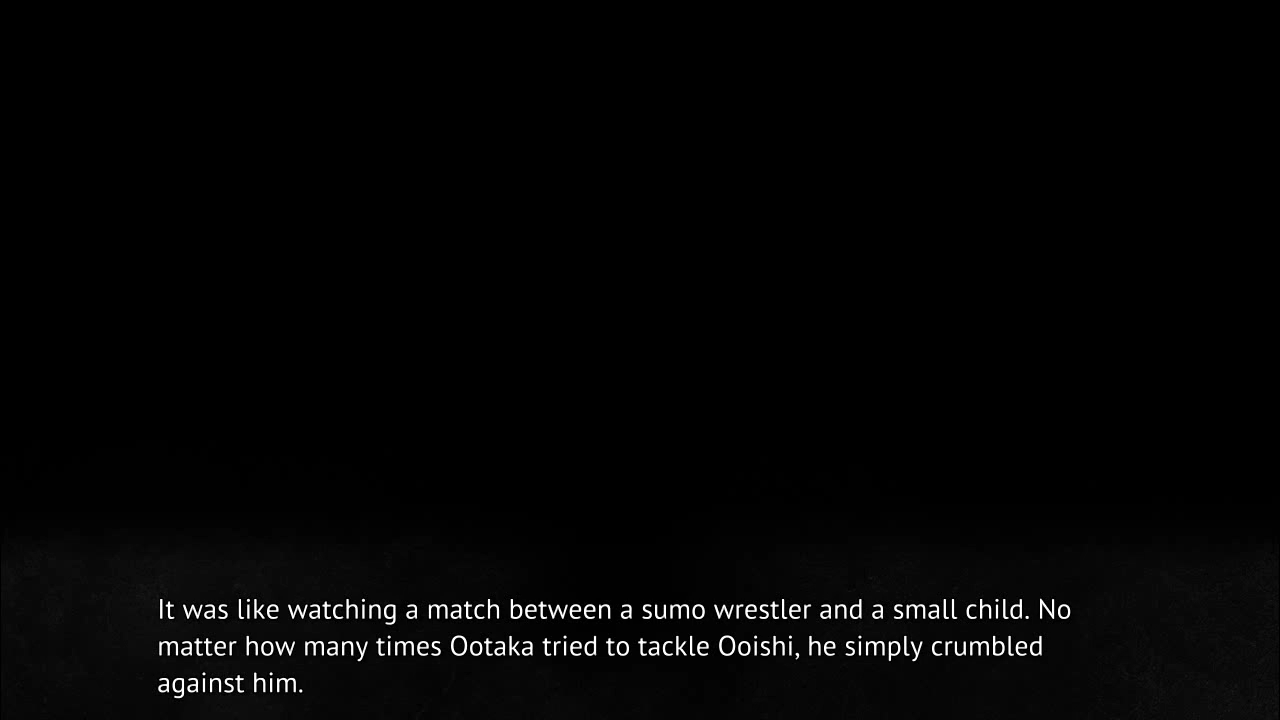 It was like watching a match between a sumo wrestler and a small child. No
matter how many times Ootaka tried to tackle Ooishi, he simply crumbled
against him.